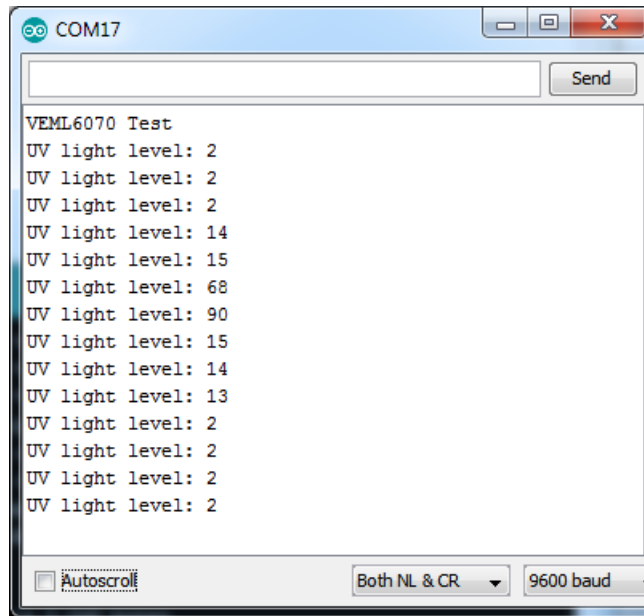 COM17
Send
VEML6070 Test
UV light level: 2
UV light level: 2
UV light level: 2
UV light level: 14
UV light level: 15
UV light level: 68
UV light level: 90
UV light level: 15
UV light level: 14
UV light level: 13
UV light level: 2
UV light level: 2
UV light level: 2
UV light level: 2
Autoscroll Both NL & CR 9600 baud